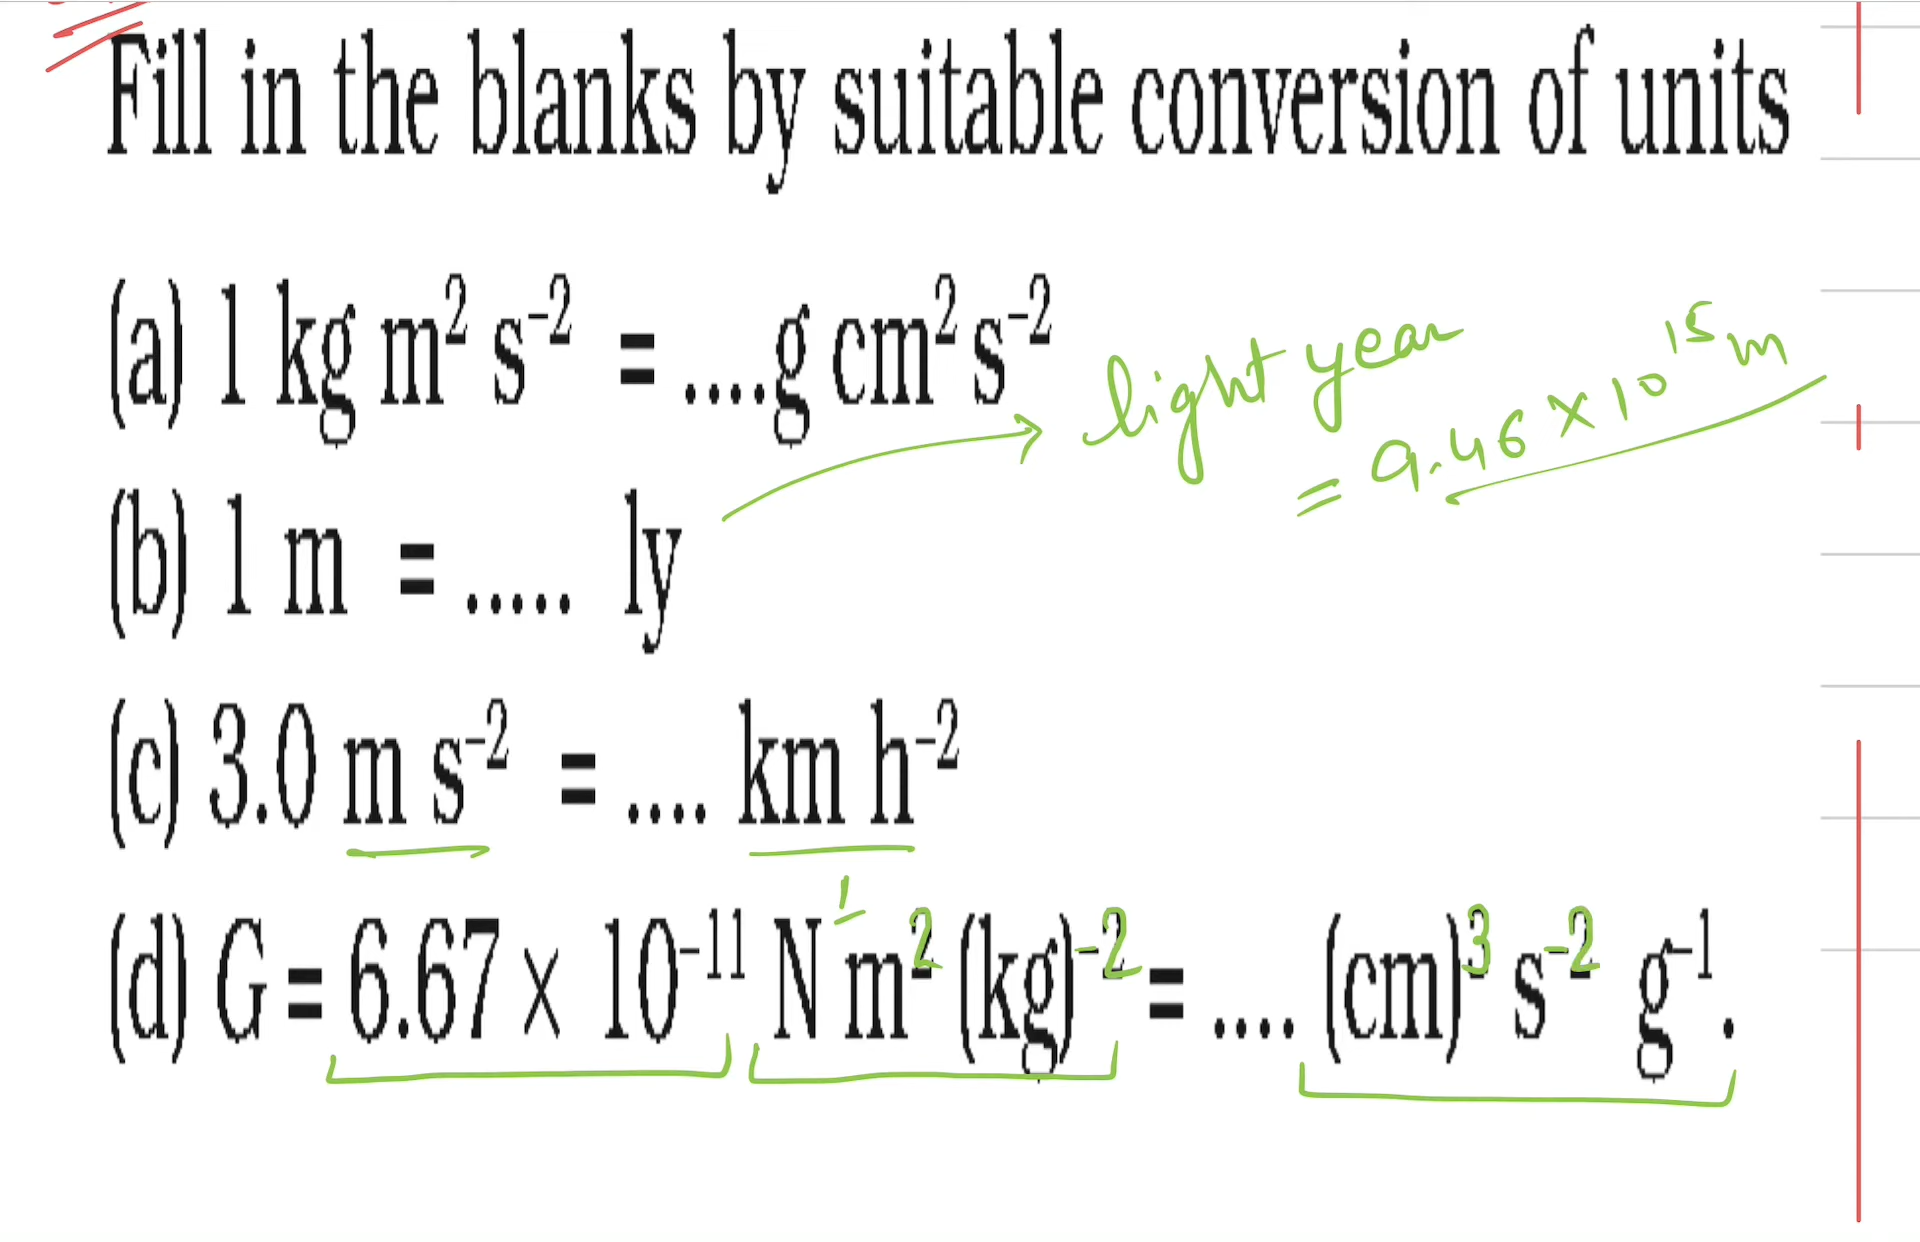 Fill in the blanks by suitable conversion of units
(a) 1 kg m² s⁻² = ....g cm² s⁻²
light year
= 9.46 × 10¹⁵ m
(b) 1 m = ..... ly
(c) 3.0 m s⁻² = .... km h⁻²
(d) G = 6.67 × 10⁻¹¹ N¹ m² (kg)⁻² = .... (cm)³ s⁻² g⁻¹.